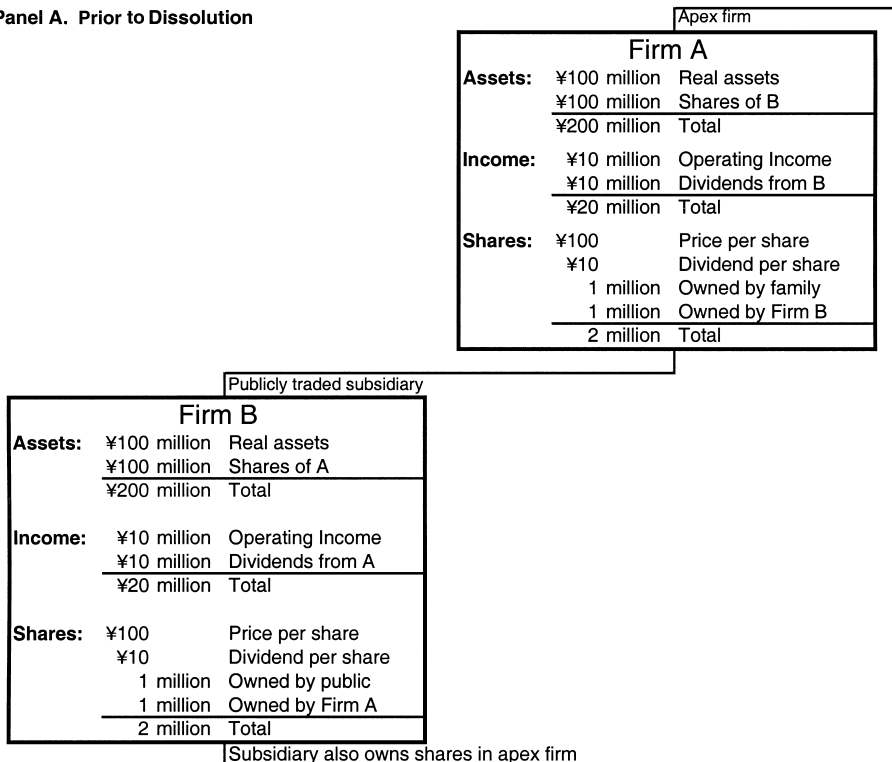 Panel A. Prior to Dissolution
Apex firm
Firm A
Assets: ¥100 million Real assets
¥100 million Shares of B
¥200 million Total
Income: ¥10 million Operating Income
¥10 million Dividends from B
¥20 million Total
Shares: ¥100 Price per share
¥10 Dividend per share
1 million Owned by family
1 million Owned by Firm B
2 million Total
Publicly traded subsidiary
Firm B
Assets: ¥100 million Real assets
¥100 million Shares of A
¥200 million Total
Income: ¥10 million Operating Income
¥10 million Dividends from A
¥20 million Total
Shares: ¥100 Price per share
¥10 Dividend per share
1 million Owned by public
1 million Owned by Firm A
2 million Total
Subsidiary also owns shares in apex firm